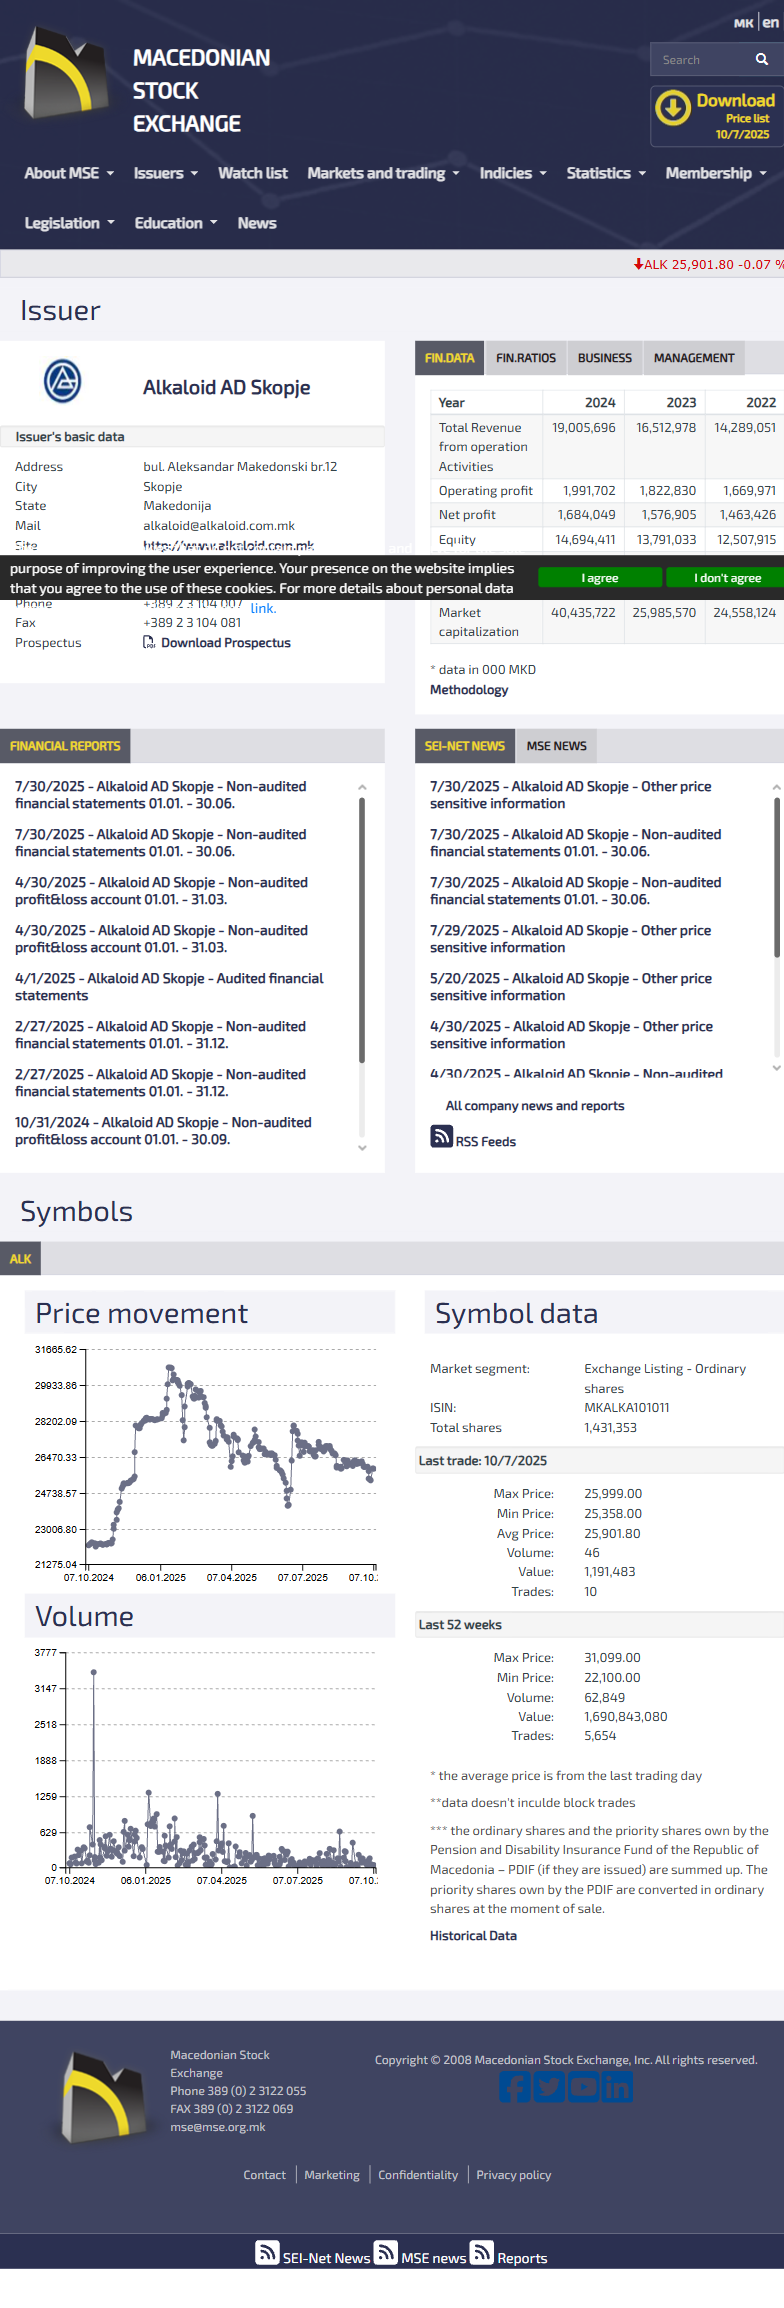 MK en
MACEDONIAN
STOCK
EXCHANGE
Search
Download
Price list
10/7/2025
About MSE Issuers Watch list Markets and trading Indicies Statistics Membership
Legislation Education News
ALK 25,901.80 -0.07 %
Issuer
Alkaloid AD Skopje
Issuer's basic data
Address bul. Aleksandar Makedonski br.12
City Skopje
State Makedonija
Mail alkaloid@alkaloid.com.mk
Site http://www.alkaloid.com.mk
FIN.DATA FIN.RATIOS BUSINESS MANAGEMENT
Year 2024 2023 2022
Total Revenue 19,005,696 16,512,978 14,289,051
from operation
Activities
Operating profit 1,991,702 1,822,830 1,669,971
Net profit 1,684,049 1,576,905 1,463,426
Equity 14,694,411 13,791,033 12,507,915
purpose of improving the user experience. Your presence on the website implies
that you agree to the use of these cookies. For more details about personal data
link.
I agree I don't agree
Phone +389 2 3 104 007
Fax +389 2 3 104 081
Prospectus Download Prospectus
Market 40,435,722 25,985,570 24,558,124
capitalization
* data in 000 MKD
Methodology
FINANCIAL REPORTS
7/30/2025 - Alkaloid AD Skopje - Non-audited
financial statements 01.01. - 30.06.
7/30/2025 - Alkaloid AD Skopje - Non-audited
financial statements 01.01. - 30.06.
4/30/2025 - Alkaloid AD Skopje - Non-audited
profit&loss account 01.01. - 31.03.
4/30/2025 - Alkaloid AD Skopje - Non-audited
profit&loss account 01.01. - 31.03.
4/1/2025 - Alkaloid AD Skopje - Audited financial
statements
2/27/2025 - Alkaloid AD Skopje - Non-audited
financial statements 01.01. - 31.12.
2/27/2025 - Alkaloid AD Skopje - Non-audited
financial statements 01.01. - 31.12.
10/31/2024 - Alkaloid AD Skopje - Non-audited
profit&loss account 01.01. - 30.09.
SEI-NET NEWS MSE NEWS
7/30/2025 - Alkaloid AD Skopje - Other price
sensitive information
7/30/2025 - Alkaloid AD Skopje - Non-audited
financial statements 01.01. - 30.06.
7/30/2025 - Alkaloid AD Skopje - Non-audited
financial statements 01.01. - 30.06.
7/29/2025 - Alkaloid AD Skopje - Other price
sensitive information
5/20/2025 - Alkaloid AD Skopje - Other price
sensitive information
4/30/2025 - Alkaloid AD Skopje - Other price
sensitive information
4/30/2025 - Alkaloid AD Skopje - Non-audited
All company news and reports
RSS Feeds
Symbols
ALK
Price movement
31665.62
29933.86
28202.09
26470.33
24738.57
23006.80
21275.04
07.10.2024 06.01.2025 07.04.2025 07.07.2025 07.10.
Volume
3777
3147
2518
1888
1259
629
0
07.10.2024 06.01.2025 07.04.2025 07.07.2025 07.10.
Symbol data
Market segment: Exchange Listing - Ordinary
shares
ISIN: MKALKA101011
Total shares 1,431,353
Last trade: 10/7/2025
Max Price: 25,999.00
Min Price: 25,358.00
Avg Price: 25,901.80
Volume: 46
Value: 1,191,483
Trades: 10
Last 52 weeks
Max Price: 31,099.00
Min Price: 22,100.00
Volume: 62,849
Value: 1,690,843,080
Trades: 5,654
* the average price is from the last trading day
**data doesn't inculde block trades
*** the ordinary shares and the priority shares own by the
Pension and Disability Insurance Fund of the Republic of
Macedonia – PDIF (if they are issued) are summed up. The
priority shares own by the PDIF are converted in ordinary
shares at the moment of sale.
Historical Data
Macedonian Stock
Exchange
Phone 389 (0) 2 3122 055
FAX 389 (0) 2 3122 069
mse@mse.org.mk
Copyright © 2008 Macedonian Stock Exchange, Inc. All rights reserved.
Contact Marketing Confidentiality Privacy policy
SEI-Net News MSE news Reports